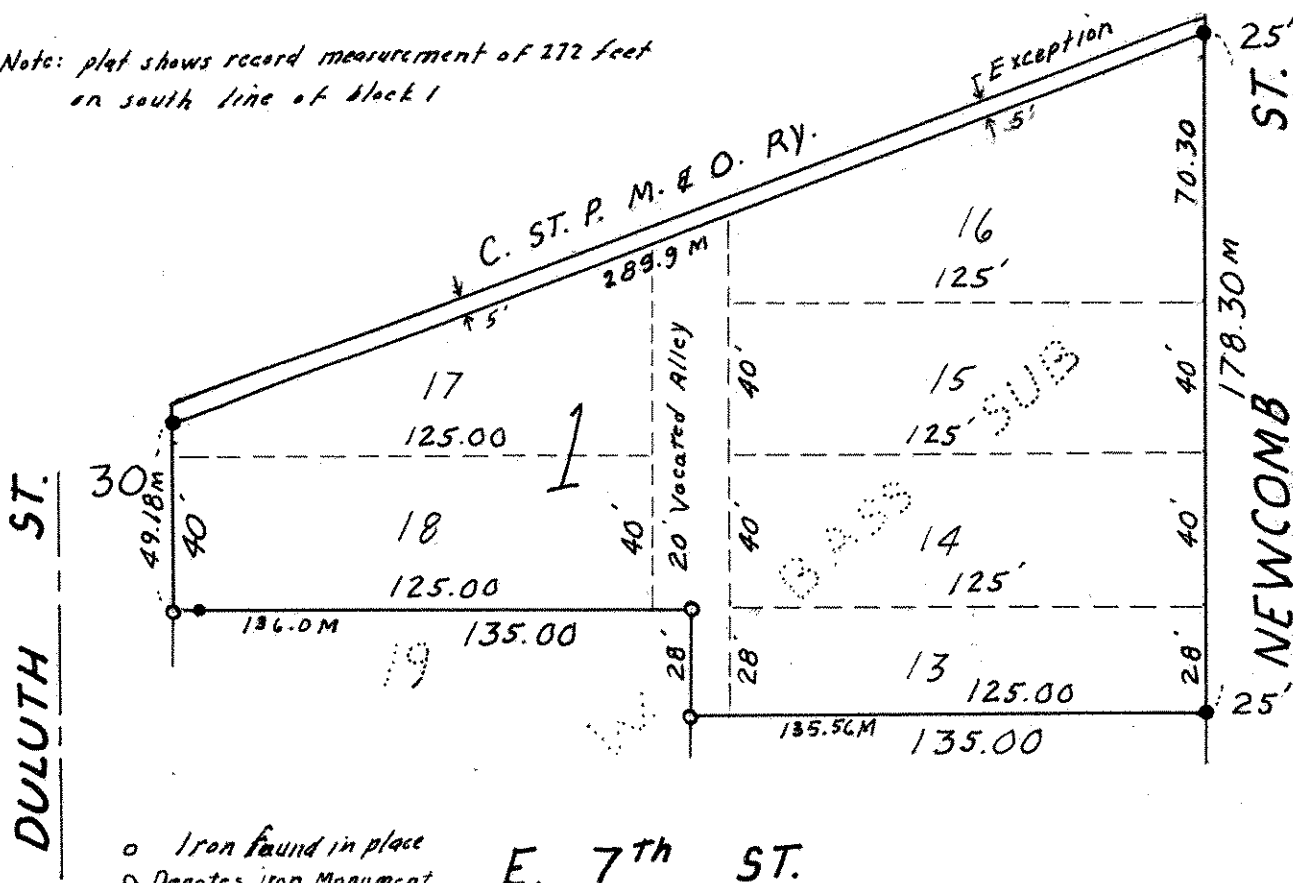 Note: plat shows record measurement of 272 feet
on south line of block 1
Exception
5'
25'
ST.
C. ST. P. M. & O. RY.
289.9 M
5'
70.30
16
125'
178.30 M
17
125.00
1
20' Vacated Alley
40'
15
125'
40'
SUB
NEWCOMB
DULUTH ST.
30
49.18M
40'
18
40'
125.00
40'
14
125'
40'
BASS
136.0M
135.00
19
28'
28'
13
125.00
28'
25'
W.
135.56M
135.00
o Iron found in place
Denotes iron Monument
E. 7th ST.